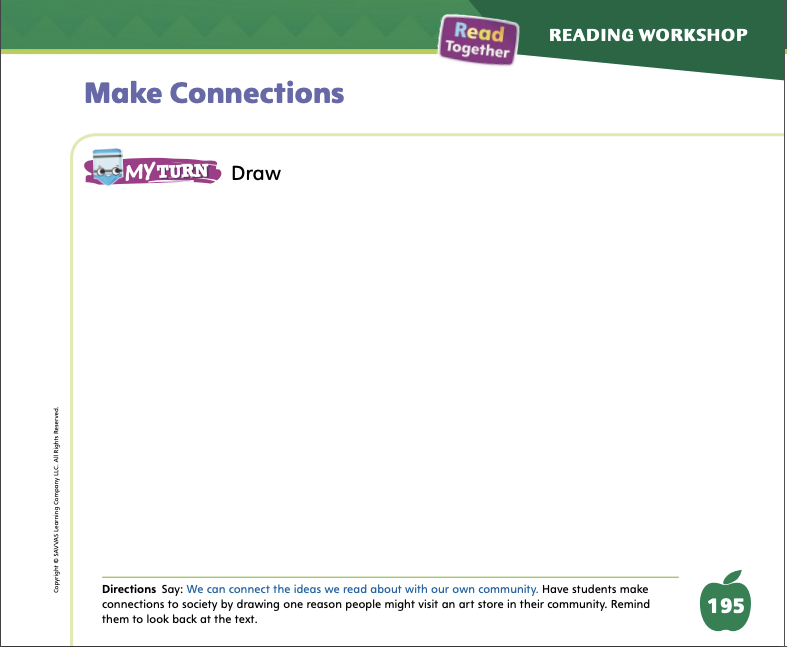 Read
Together
READING WORKSHOP
Make Connections
MY TURN Draw
Copyright © SAVVAS Learning Company LLC. All Rights Reserved.
Directions Say: We can connect the ideas we read about with our own community. Have students make
connections to society by drawing one reason people might visit an art store in their community. Remind
them to look back at the text.
195